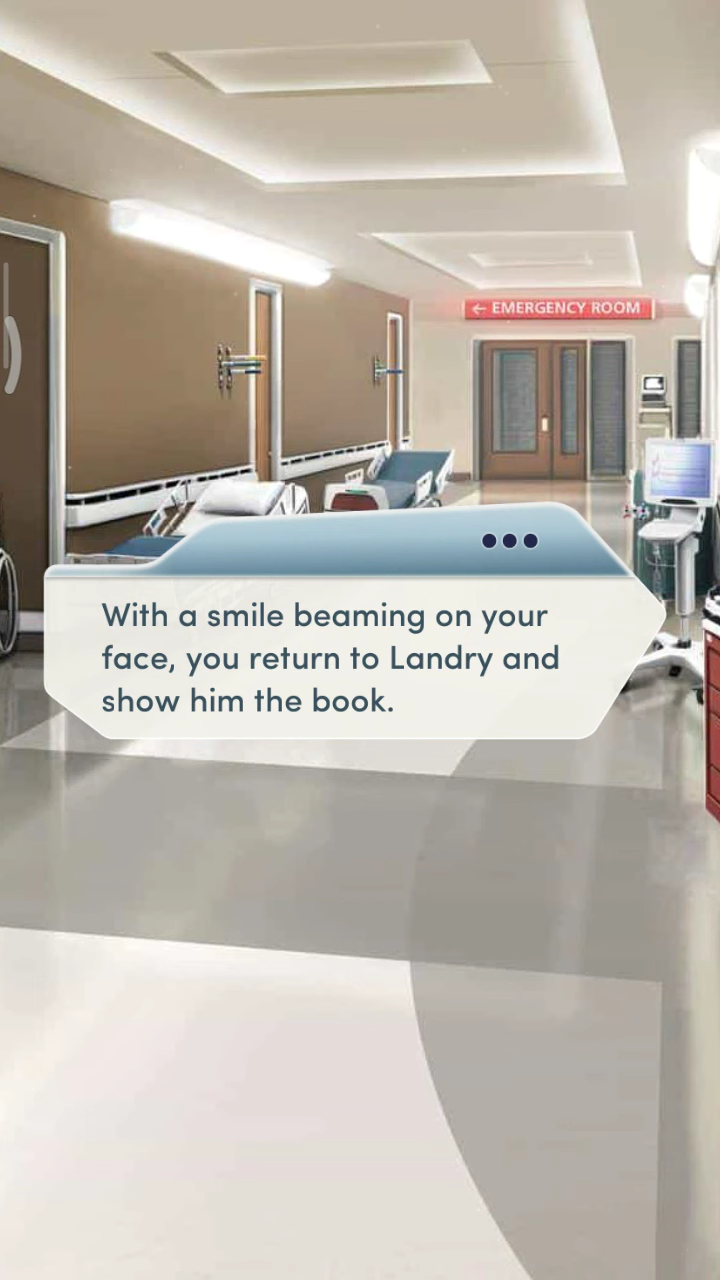 ← EMERGENCY ROOM
With a smile beaming on your
face, you return to Landry and
show him the book.